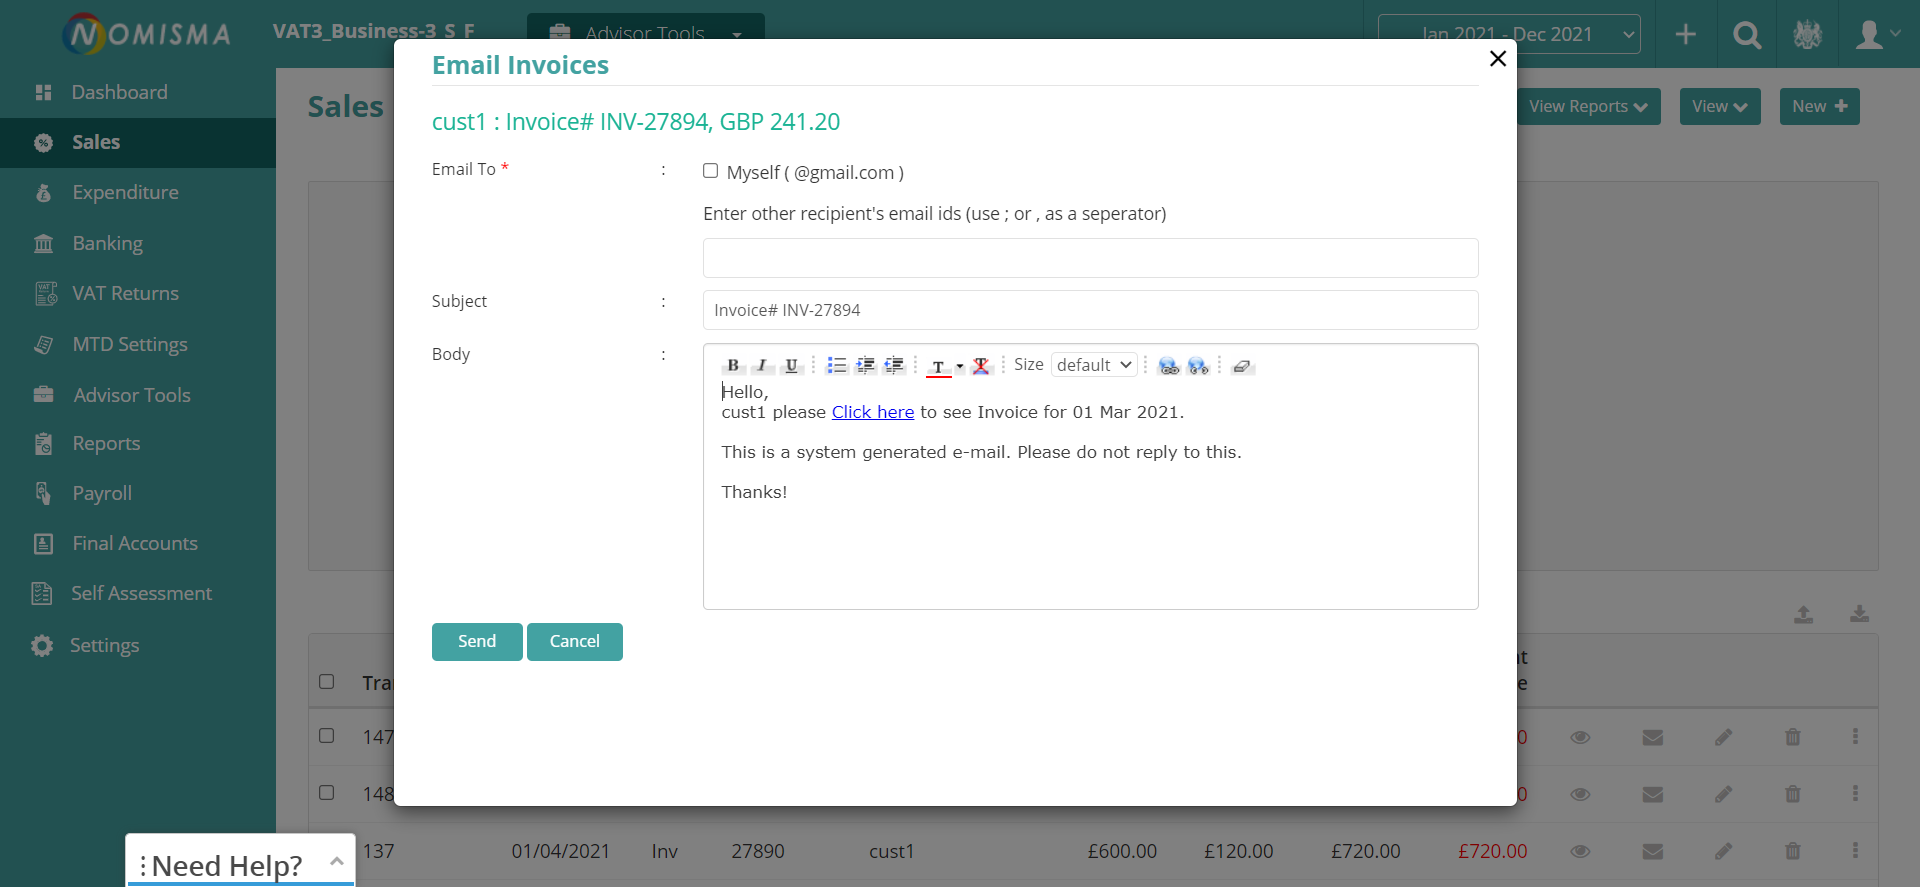 NOMISMA
VAT3_Business-3 S F
Advisor Tools
Jan 2021 - Dec 2021
Dashboard
Sales
Expenditure
Banking
VAT Returns
MTD Settings
Advisor Tools
Reports
Payroll
Final Accounts
Self Assessment
Settings
Sales
View Reports
View
New
Email Invoices
cust1 : Invoice# INV-27894, GBP 241.20
Email To * :
Myself ( @gmail.com )
Enter other recipient's email ids (use ; or , as a seperator)
Subject :
Invoice# INV-27894
Body :
B I U T T Size default
Hello,
cust1 please Click here to see Invoice for 01 Mar 2021.
This is a system generated e-mail. Please do not reply to this.
Thanks!
Send Cancel
147
148
137 01/04/2021 Inv 27890 cust1 £600.00 £120.00 £720.00 £720.00
Need Help?